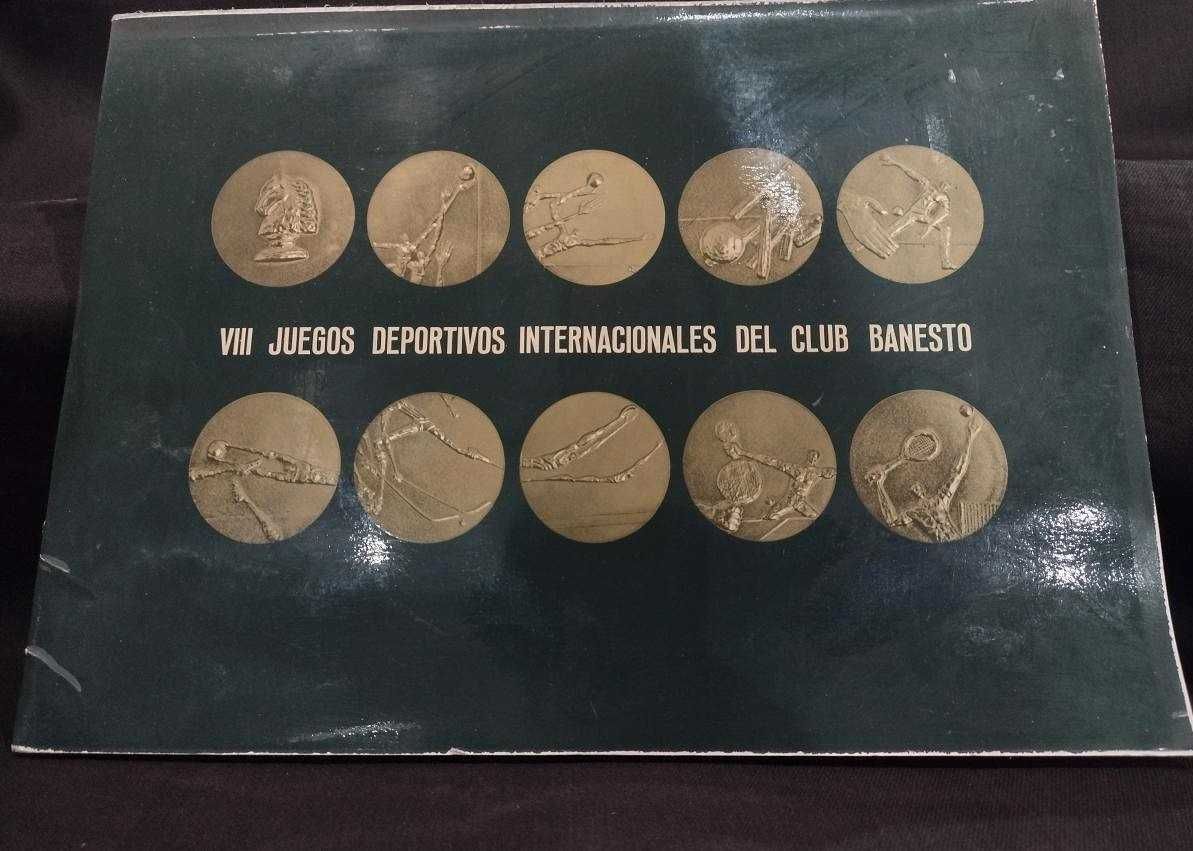 VIII JUEGOS DEPORTIVOS INTERNACIONALES DEL CLUB BANESTO